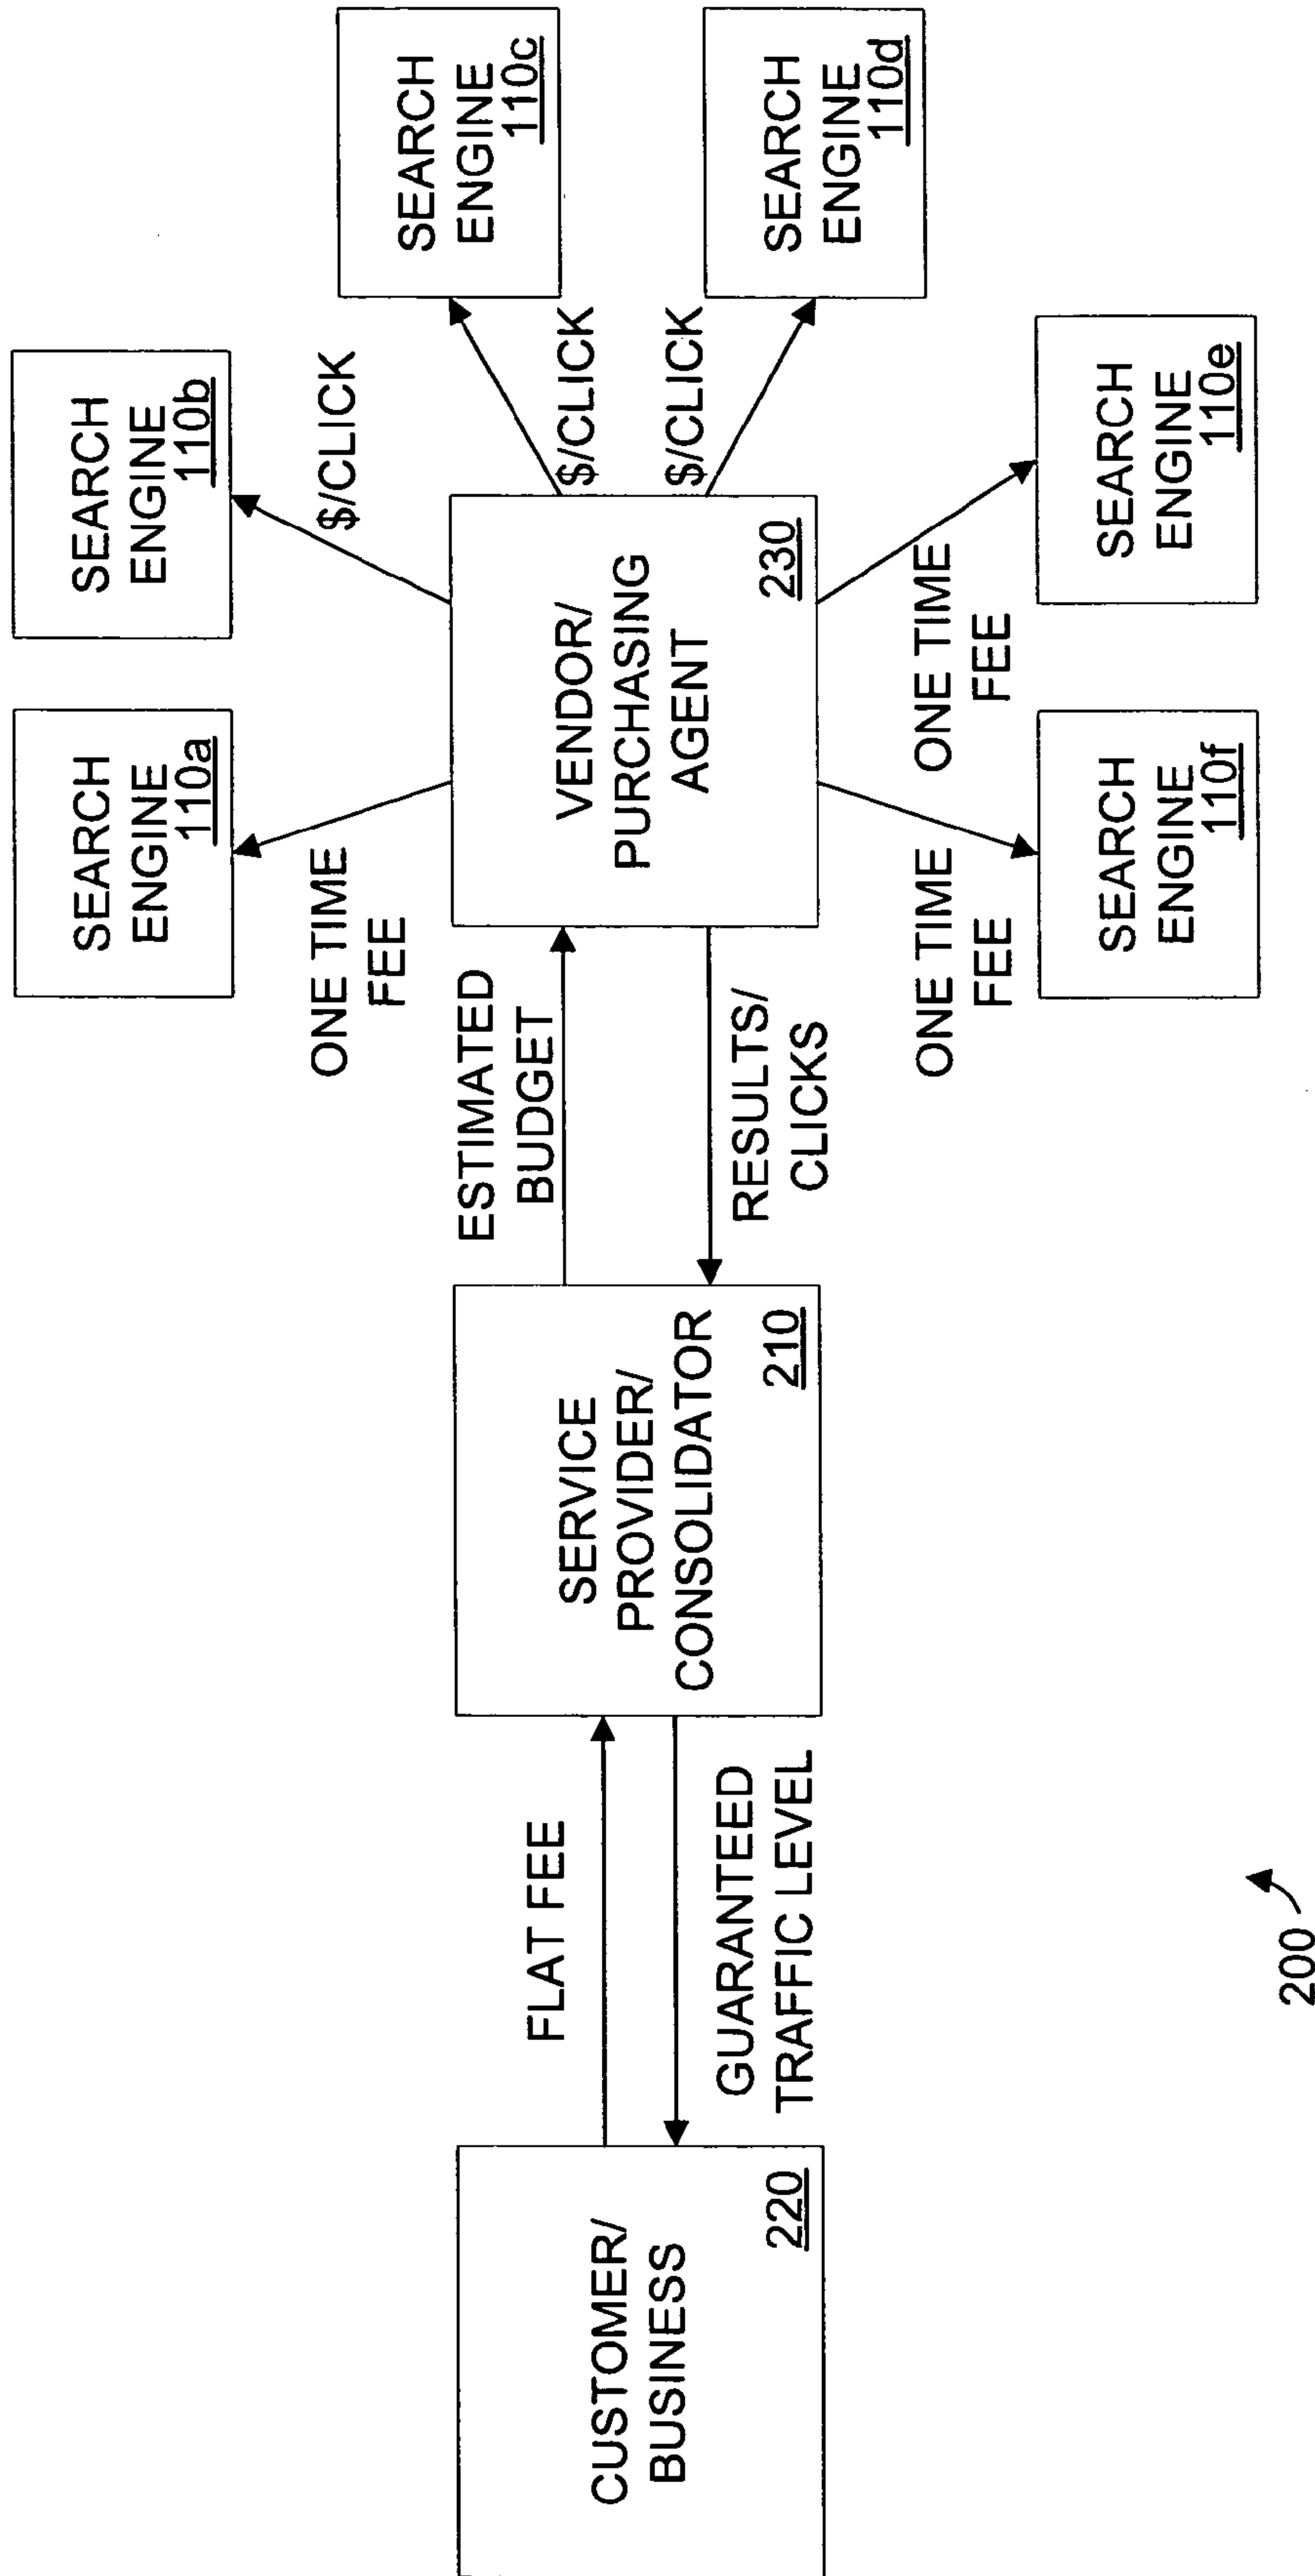 CUSTOMER/
BUSINESS
220
FLAT FEE
GUARANTEED
TRAFFIC LEVEL
SERVICE
PROVIDER/
CONSOLIDATOR
210
ESTIMATED
BUDGET
RESULTS/
CLICKS
VENDOR/
PURCHASING
AGENT
230
SEARCH
ENGINE
110a
ONE TIME
FEE
SEARCH
ENGINE
110b
$/CLICK
SEARCH
ENGINE
110c
$/CLICK
SEARCH
ENGINE
110d
$/CLICK
SEARCH
ENGINE
110e
ONE TIME
FEE
SEARCH
ENGINE
110f
ONE TIME
FEE
200